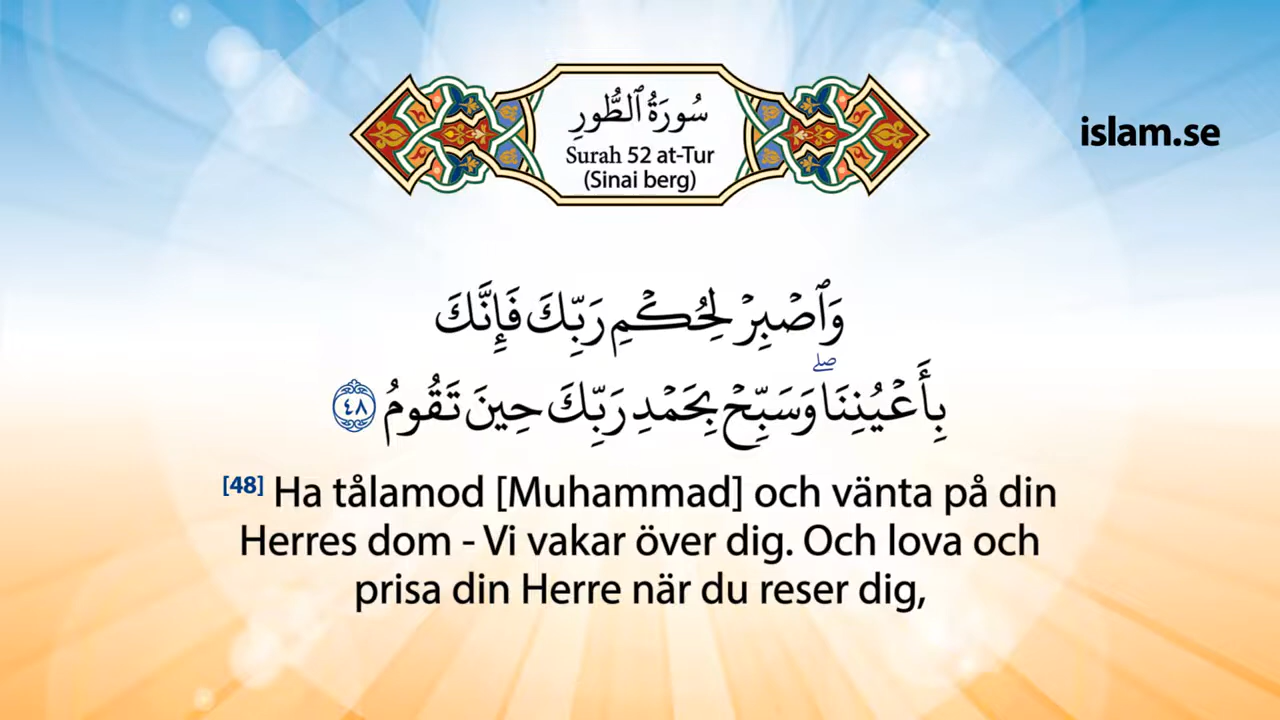 سُورَةُ ٱلطُّورِ
Surah 52 at-Tur
(Sinai berg)
islam.se
وَٱصۡبِرۡ لِحُكۡمِ رَبِّكَ فَإِنَّكَ
بِأَعۡيُنِنَاۖ وَسَبِّحۡ بِحَمۡدِ رَبِّكَ حِينَ تَقُومُ ٤٨
[48] Ha tålamod [Muhammad] och vänta på din
Herres dom - Vi vakar över dig. Och lova och
prisa din Herre när du reser dig,